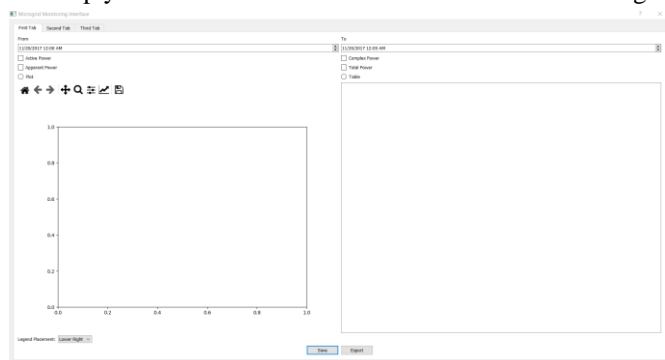 Microgrid Monitoring Interface
First Tab Second Tab Third Tab
From To
11/20/2017 12:00 AM 11/20/2017 12:00 AM
Active Power Complex Power
Apparent Power Total Power
Plot Table
1.0
0.8
0.6
0.4
0.2
0.0
0.0 0.2 0.4 0.6 0.8 1.0
Legend Placement: Lower Right
Export